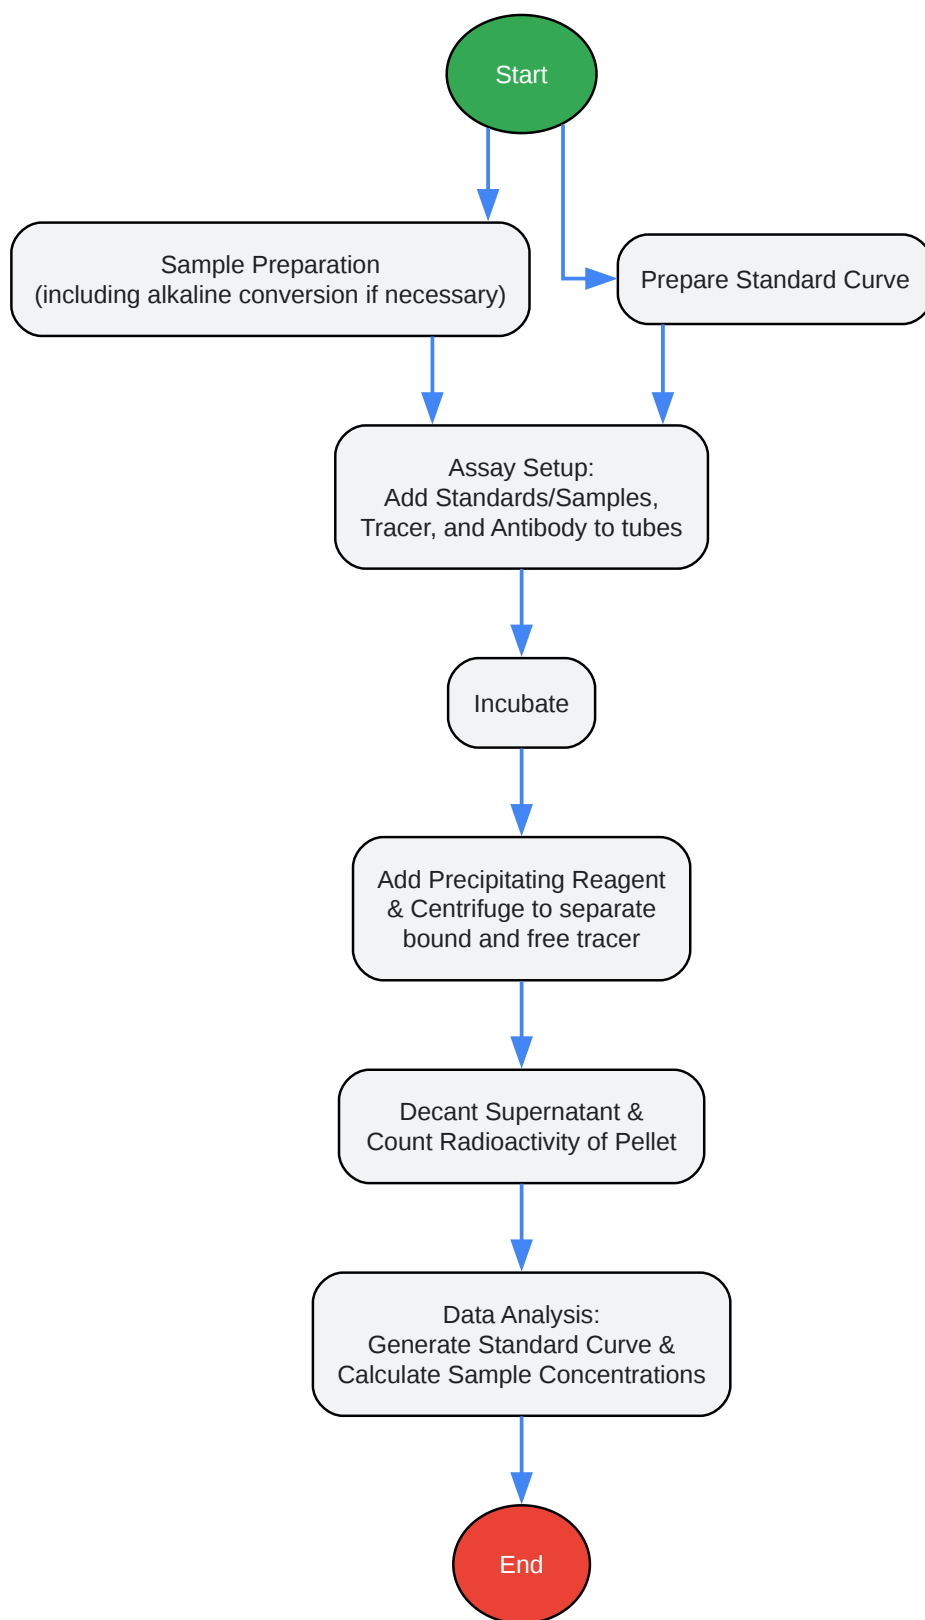 Start
Sample Preparation
(including alkaline conversion if necessary)
Prepare Standard Curve
Assay Setup:
Add Standards/Samples,
Tracer, and Antibody to tubes
Incubate
Add Precipitating Reagent
& Centrifuge to separate
bound and free tracer
Decant Supernatant &
Count Radioactivity of Pellet
Data Analysis:
Generate Standard Curve &
Calculate Sample Concentrations
End